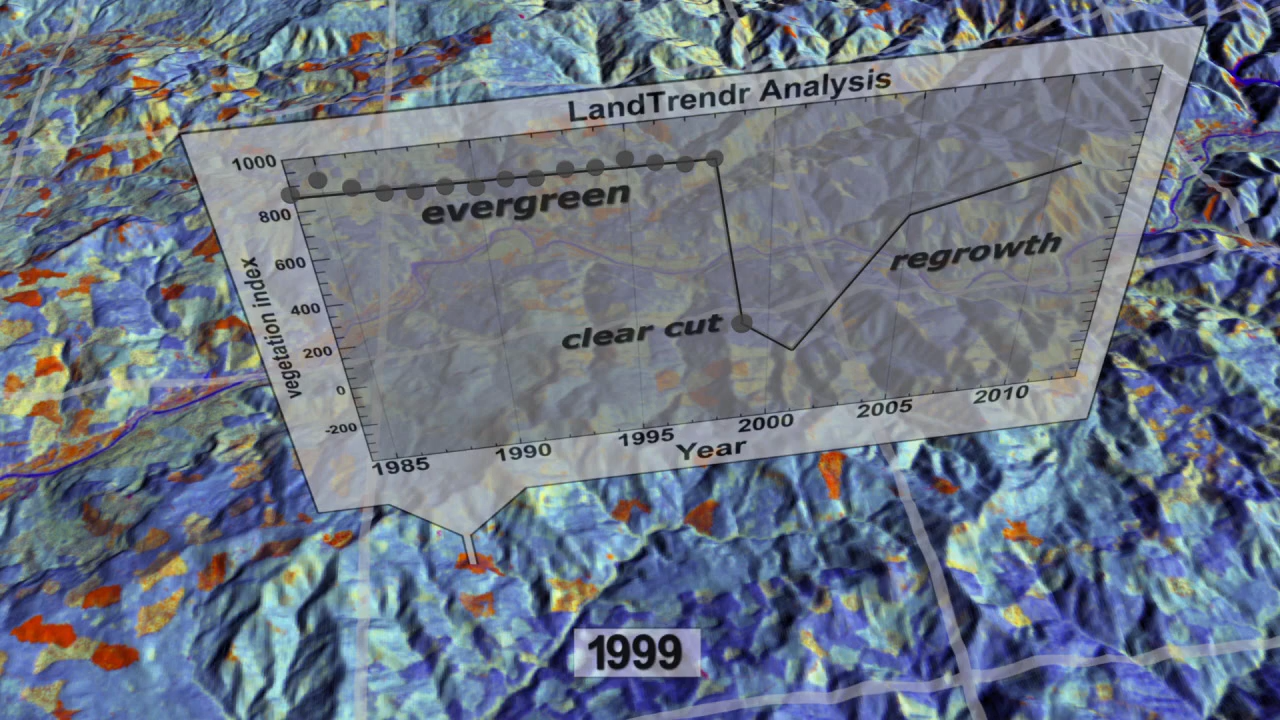 LandTrendr Analysis
1000
800
600
400
200
0
-200
vegetation index
evergreen
clear cut
regrowth
1985
1990
1995
2000
2005
2010
Year
1999